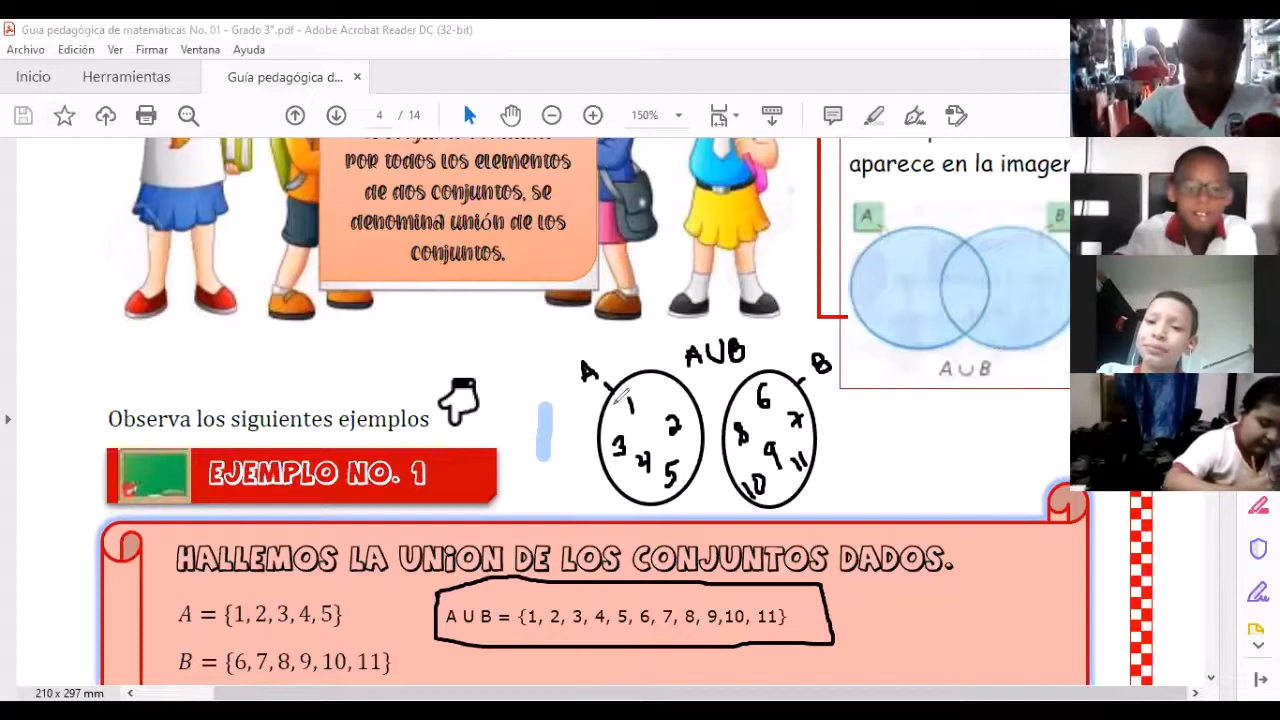 Guía pedagógica de matemáticas No. 01 - Grado 3°.pdf - Adobe Acrobat Reader DC (32-bit)
Archivo Edición Ver Firmar Ventana Ayuda
Inicio Herramientas Guía pedagógica d... ×
4 / 14 150%
POR TODOS LOS ELEMENTOS
DE DOS CONJUNTOS, SE
DENOMINA UNIÓN DE LOS
CONJUNTOS.
aparece en la imagen
A B
A ∪ B
A A∪B B
1 2 3 4 5
6 7 8 9 10 11
Observa los siguientes ejemplos
EJEMPLO NO. 1
HALLEMOS LA UNION DE LOS CONJUNTOS DADOS.
A = {1, 2, 3, 4, 5}
A U B = {1, 2, 3, 4, 5, 6, 7, 8, 9,10, 11}
B = {6, 7, 8, 9, 10, 11}
210 x 297 mm